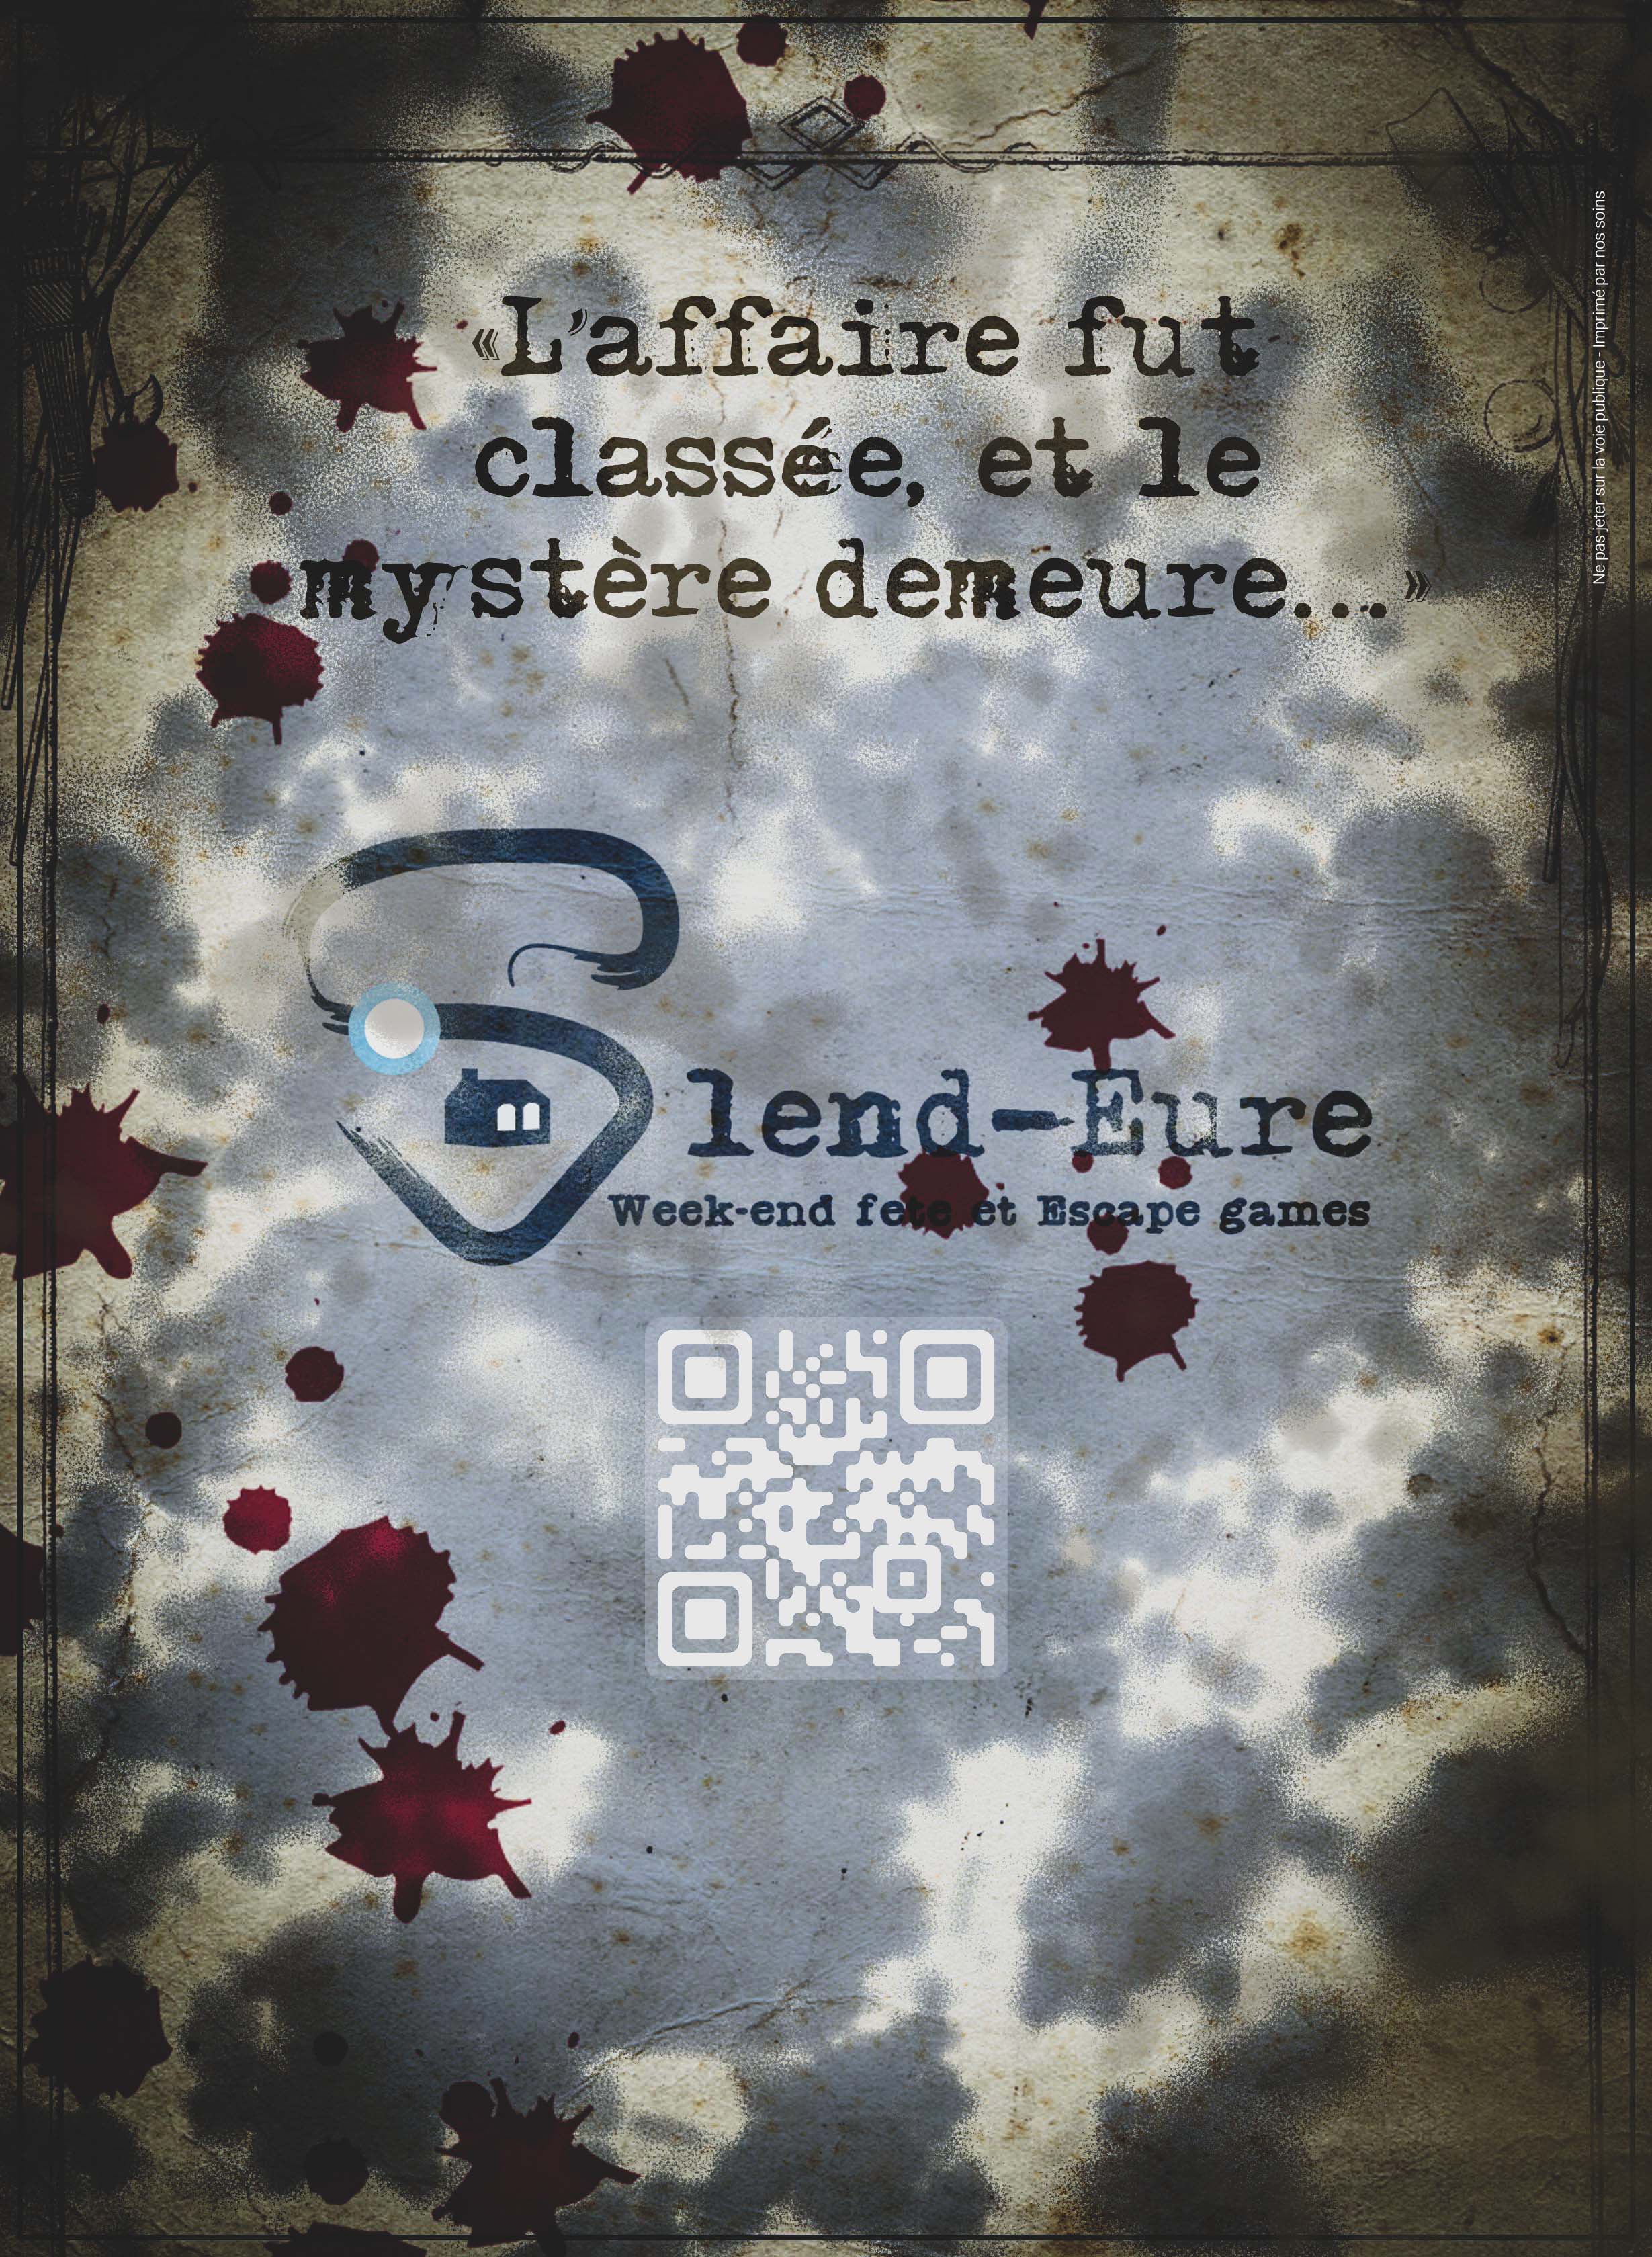 «L'affaire fut
classée, et le
mystère demeure...»
Blend-Eure
Week-end fete et Escape games
Ne pas jeter sur la voie publique - Imprimé par nos soins